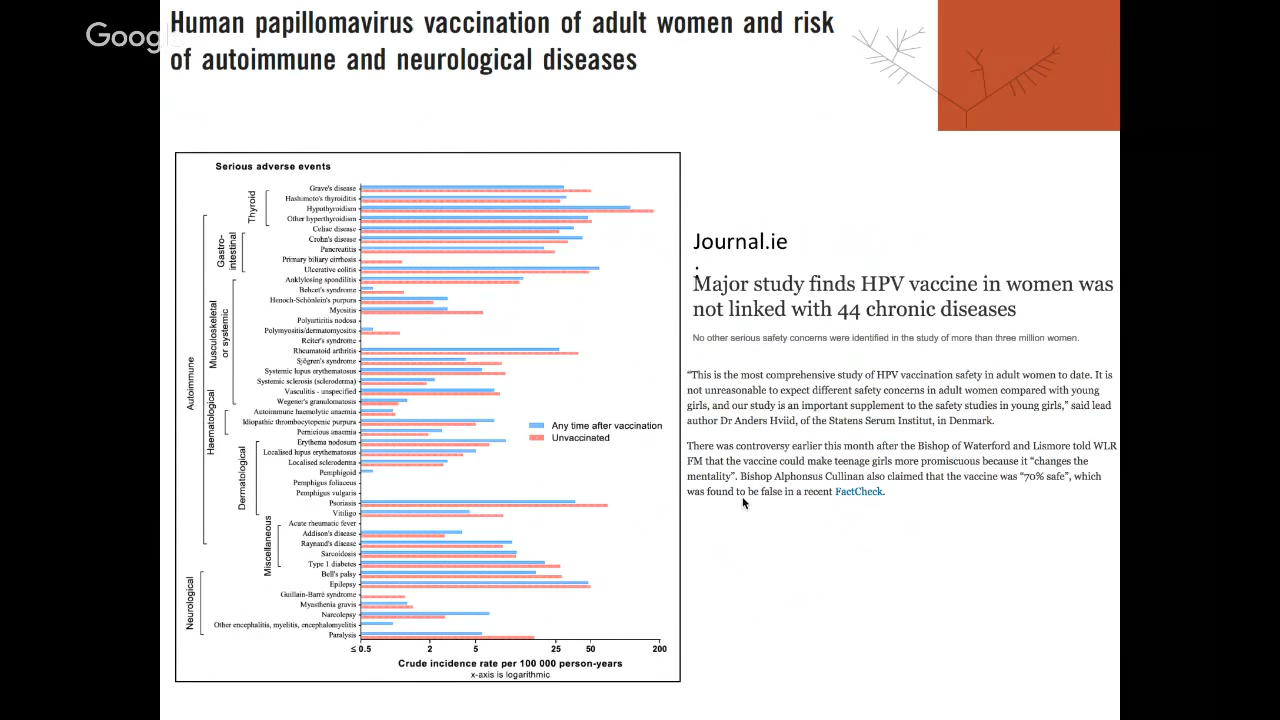 Human papillomavirus vaccination of adult women and risk
of autoimmune and neurological diseases
Google
Serious adverse events
Autoimmune
Thyroid
Grave's disease
Hashimoto's thyroiditis
Hypothyroidism
Other hyperthyroidism
Gastro-
intestinal
Celiac disease
Crohn's disease
Pancreatitis
Primary biliary cirrhosis
Ulcerative colitis
Musculoskeletal
or systemic
Anklylosing spondilitis
Behcet's syndrome
Henoch-Schönlein's purpura
Myositis
Polyartiritis nodosa
Polymyositis/dermatomyositis
Reiter's syndrome
Rheumatoid arthritis
Sjögren's syndrome
Systemic lupus erythematosus
Systemic sclerosis (scleroderma)
Vasculitis - unspecified
Wegener's granulomatosis
Haematological
Autoimmune haemolytic anaemia
Idiopathic thrombocytopenic purpura
Pernicious anaemia
Dermatological
Erythema nodosum
Localised lupus erythematosus
Localised scleroderma
Pemphigoid
Pemphigus foliaceus
Pemphigus vulgaris
Psoriasis
Vitiligo
Miscellaneous
Acute rheumatic fever
Addison's disease
Raynaud's disease
Sarcoidosis
Type 1 diabetes
Neurological
Bell's palsy
Epilepsy
Guillain-Barré syndrome
Myasthenia gravis
Narcolepsy
Other encephalitis, myelitis, encephalomyelitis
Paralysis
Any time after vaccination
Unvaccinated
≤ 0.5 2 5 25 50 200
Crude incidence rate per 100 000 person-years
x-axis is logarithmic
Journal.ie
.
Major study finds HPV vaccine in women was
not linked with 44 chronic diseases
No other serious safety concerns were identified in the study of more than three million women.
“This is the most comprehensive study of HPV vaccination safety in adult women to date. It is
not unreasonable to expect different safety concerns in adult women compared with young
girls, and our study is an important supplement to the safety studies in young girls,” said lead
author Dr Anders Hviid, of the Statens Serum Institut, in Denmark.
There was controversy earlier this month after the Bishop of Waterford and Lismore told WLR
FM that the vaccine could make teenage girls more promiscuous because it “changes the
mentality”. Bishop Alphonsus Cullinan also claimed that the vaccine was “70% safe”, which
was found to be false in a recent FactCheck.